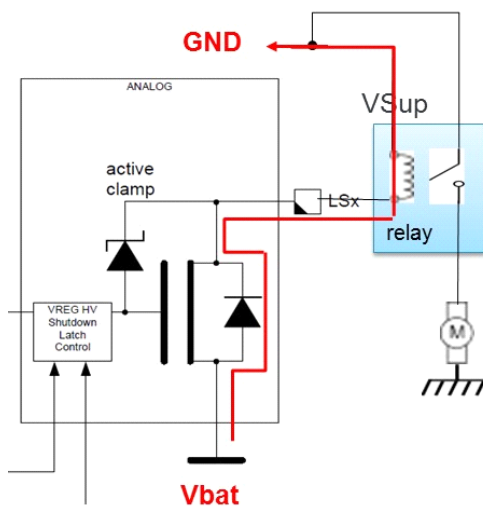 GND
ANALOG
VSup
active
clamp
LSx
relay
VREG HV
Shutdown
Latch
Control
M
Vbat